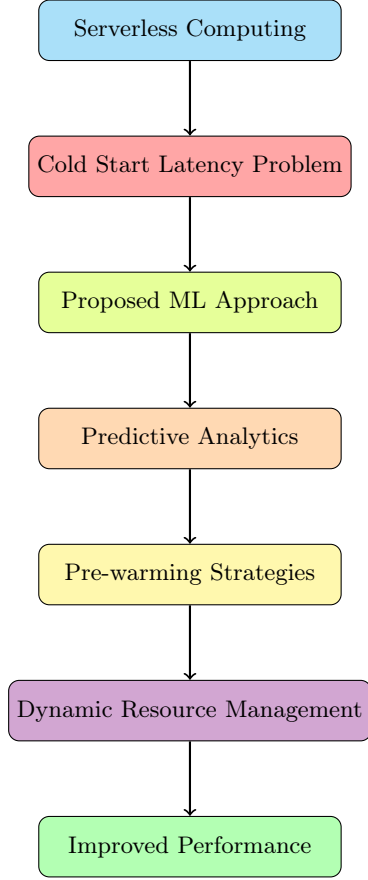 Serverless Computing
Cold Start Latency Problem
Proposed ML Approach
Predictive Analytics
Pre-warming Strategies
Dynamic Resource Management
Improved Performance